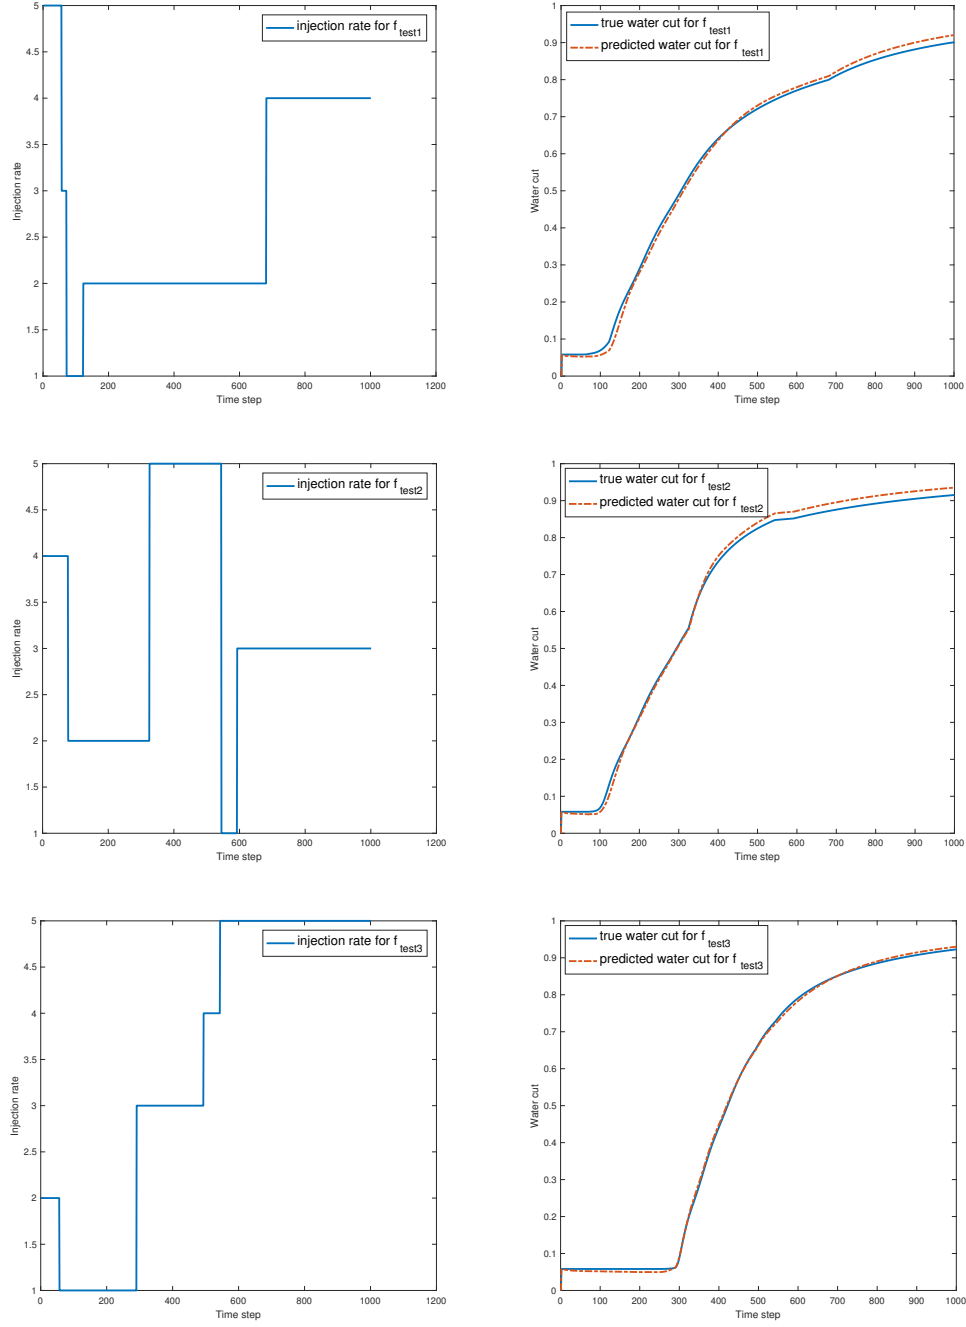 5
4.5
4
3.5
3
2.5
2
1.5
1
Injection rate
injection rate for f test1
0 200 400 600 800 1000 1200
Time step
1
0.9
0.8
0.7
0.6
0.5
0.4
0.3
0.2
0.1
0
Water cut
true water cut for f test1
predicted water cut for f test1
0 100 200 300 400 500 600 700 800 900 1000
Time step
5
4.5
4
3.5
3
2.5
2
1.5
1
Injection rate
injection rate for f test2
0 200 400 600 800 1000 1200
Time step
1
0.9
0.8
0.7
0.6
0.5
0.4
0.3
0.2
0.1
0
Water cut
true water cut for f test2
predicted water cut for f test2
0 100 200 300 400 500 600 700 800 900 1000
Time step
5
4.5
4
3.5
3
2.5
2
1.5
1
Injection rate
injection rate for f test3
0 200 400 600 800 1000 1200
Time step
1
0.9
0.8
0.7
0.6
0.5
0.4
0.3
0.2
0.1
0
Water cut
true water cut for f test3
predicted water cut for f test3
0 100 200 300 400 500 600 700 800 900 1000
Time step